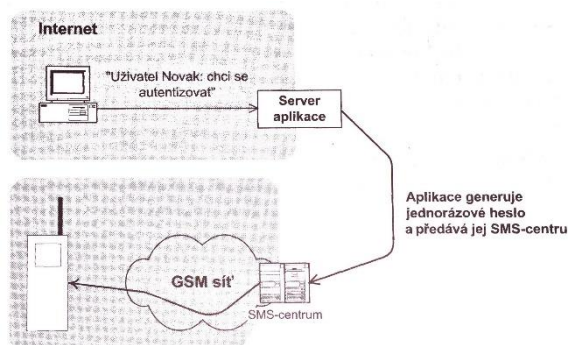 Internet
"Uživatel Novak: chci se
autentizovat"
Server
aplikace
Aplikace generuje
jednorázové heslo
a předává jej SMS-centru
GSM síť
SMS-centrum